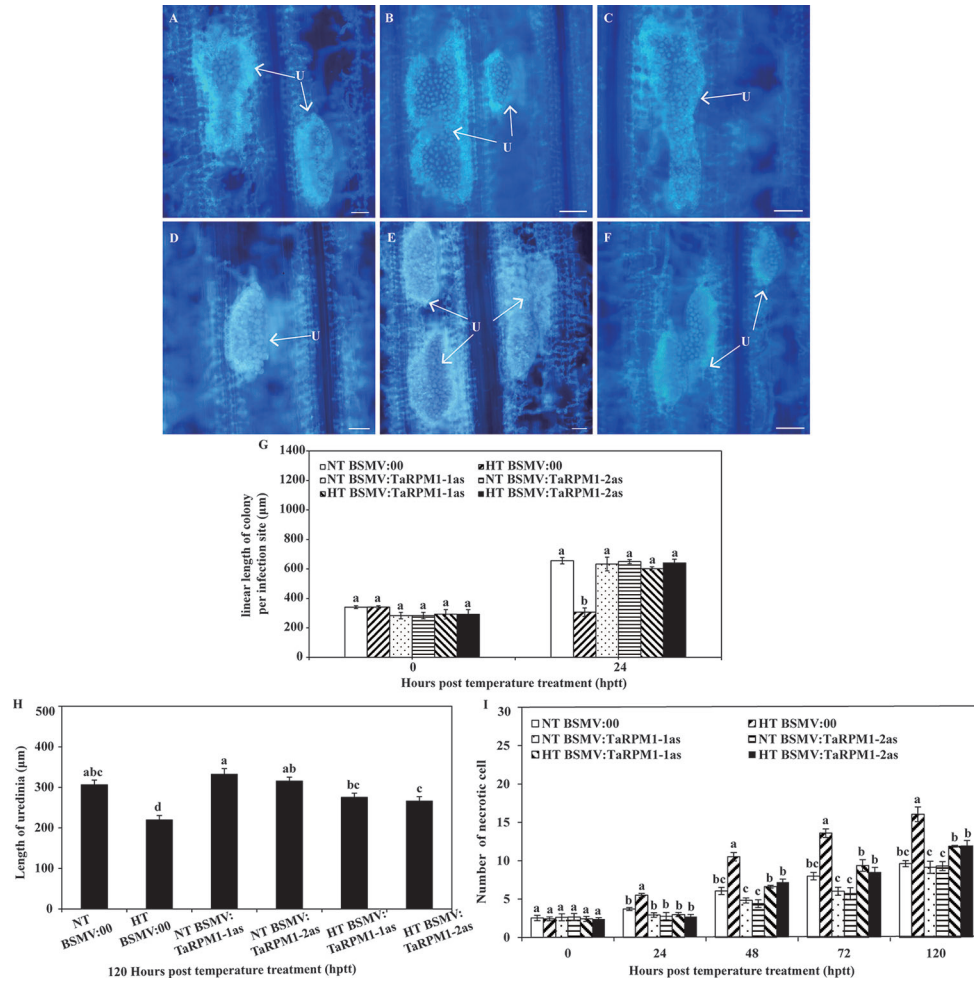 A
U
B
U
C
U
D
U
E
U
F
U
G
1400
1200
1000
800
600
400
200
0
linear length of colony
per infection site (μm)
NT BSMV:00 HT BSMV:00
NT BSMV:TaRPM1-1as NT BSMV:TaRPM1-2as
HT BSMV:TaRPM1-1as HT BSMV:TaRPM1-2as
a a a a a a
a b a a a a
0 24
Hours post temperature treatment (hptt)
H
500
400
300
200
100
0
Length of uredinia (μm)
abc d a ab bc c
NT
BSMV:00
HT
BSMV:00
NT BSMV:
TaRPM1-1as
NT BSMV:
TaRPM1-2as
HT BSMV:
TaRPM1-1as
HT BSMV:
TaRPM1-2as
120 Hours post temperature treatment (hptt)
I
30
25
20
15
10
5
0
Number of necrotic cell
NT BSMV:00 HT BSMV:00
NT BSMV:TaRPM1-1as NT BSMV:TaRPM1-2as
HT BSMV:TaRPM1-1as HT BSMV:TaRPM1-2as
a a a a a a
b a b b b b
bc a c c b b
bc a c c b b
bc a c c b b
0 24 48 72 120
Hours post temperature treatment (hptt)